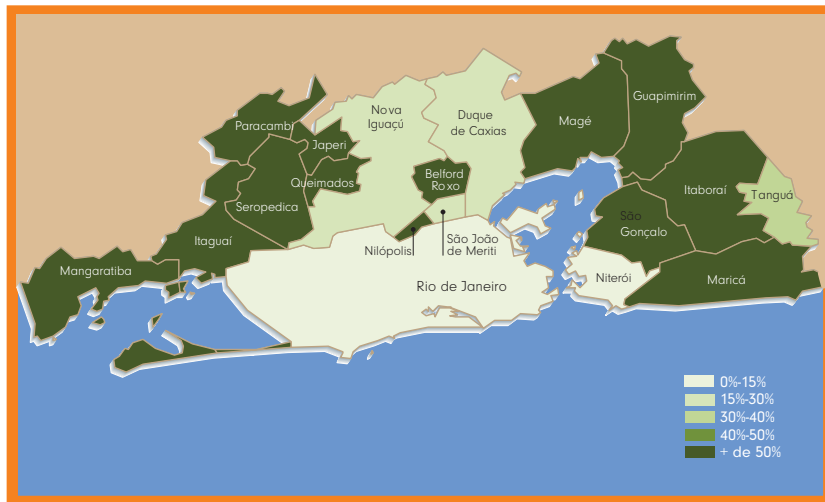 Guapimirim
Nova
Iguaçú
Duque
de Caxias
Magé
Paracambi
Japeri
Belford
Roxo
Queimados
Itaboraí
Tanguá
Seropedica
São
Gonçalo
Itaguaí
Nilópolis
São João
de Meriti
Mangaratiba
Niterói
Maricá
Rio de Janeiro
0%-15%
15%-30%
30%-40%
40%-50%
+ de 50%